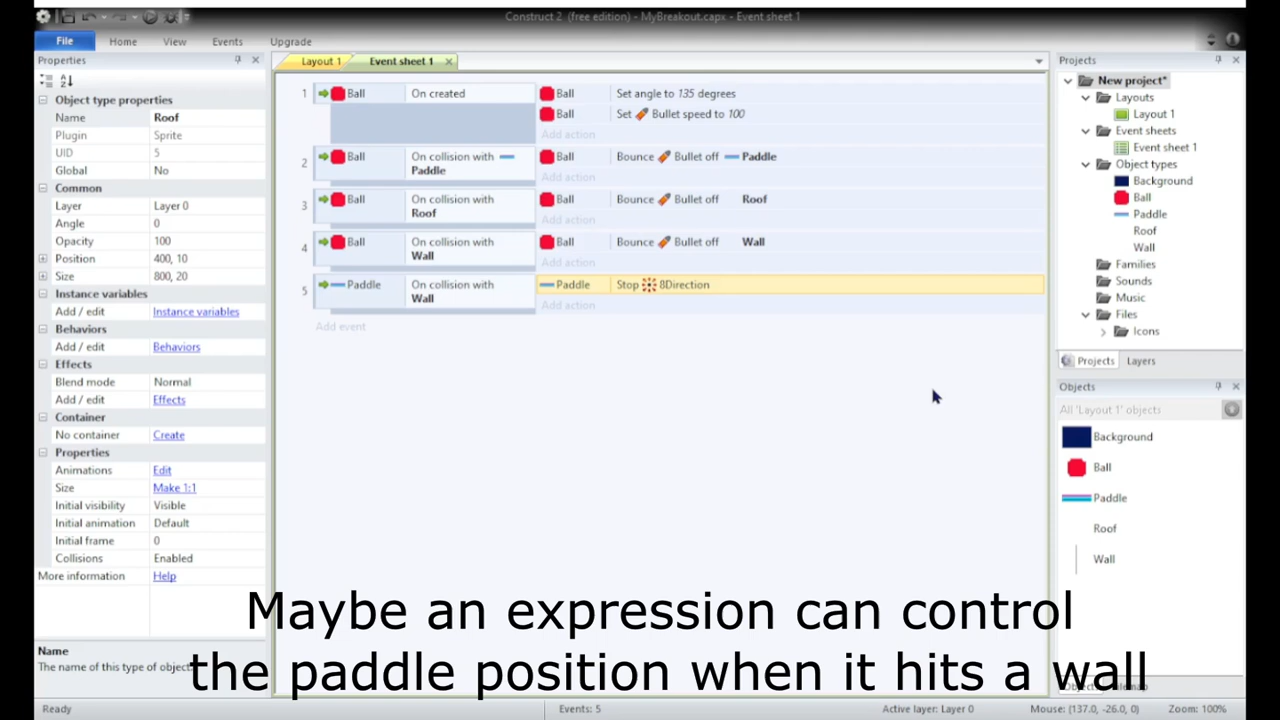 Construct 2 (free edition) - MyBreakout.capx - Event sheet 1
File Home View Events Upgrade
Properties
Object type properties
Name Roof
Plugin Sprite
UID 5
Global No
Common
Layer Layer 0
Angle 0
Opacity 100
Position 400, 10
Size 800, 20
Instance variables
Add / edit Instance variables
Behaviors
Add / edit Behaviors
Effects
Blend mode Normal
Add / edit Effects
Container
No container Create
Properties
Animations Edit
Size Make 1:1
Initial visibility Visible
Initial animation Default
Initial frame 0
Collisions Enabled
More information Help
Name
The name of this type of object.
Layout 1 Event sheet 1
1 Ball On created Ball Set angle to 135 degrees
Ball Set Bullet speed to 100
Add action
2 Ball On collision with Paddle Ball Bounce Bullet off Paddle
Add action
3 Ball On collision with Roof Ball Bounce Bullet off Roof
Add action
4 Ball On collision with Wall Ball Bounce Bullet off Wall
Add action
5 Paddle On collision with Wall Paddle Stop 8Direction
Add action
Add event
Projects
New project*
Layouts
Layout 1
Event sheets
Event sheet 1
Object types
Background
Ball
Paddle
Roof
Wall
Families
Sounds
Music
Files
Icons
Projects Layers
Objects
All 'Layout 1' objects
Background
Ball
Paddle
Roof
Wall
Maybe an expression can control
the paddle position when it hits a wall
Ready Events: 5 Active layer: Layer 0 Mouse: (137.0, -26.0, 0) Zoom: 100%